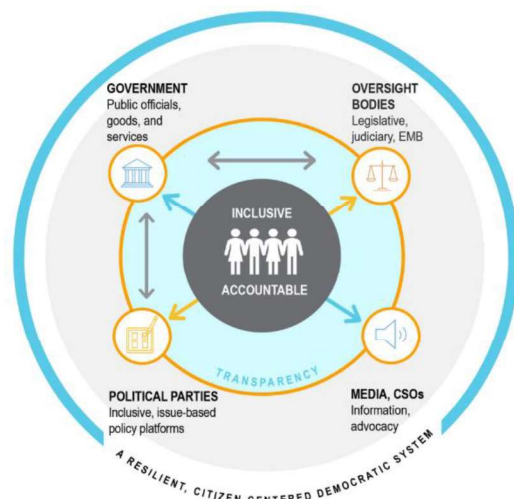 GOVERNMENT
Public officials,
goods, and
services
OVERSIGHT
BODIES
Legislative,
judiciary, EMB
INCLUSIVE
ACCOUNTABLE
TRANSPARENCY
POLITICAL PARTIES
Inclusive, issue-based
policy platforms
MEDIA, CSOs
Information,
advocacy
A RESILIENT, CITIZEN CENTERED DEMOCRATIC SYSTEM